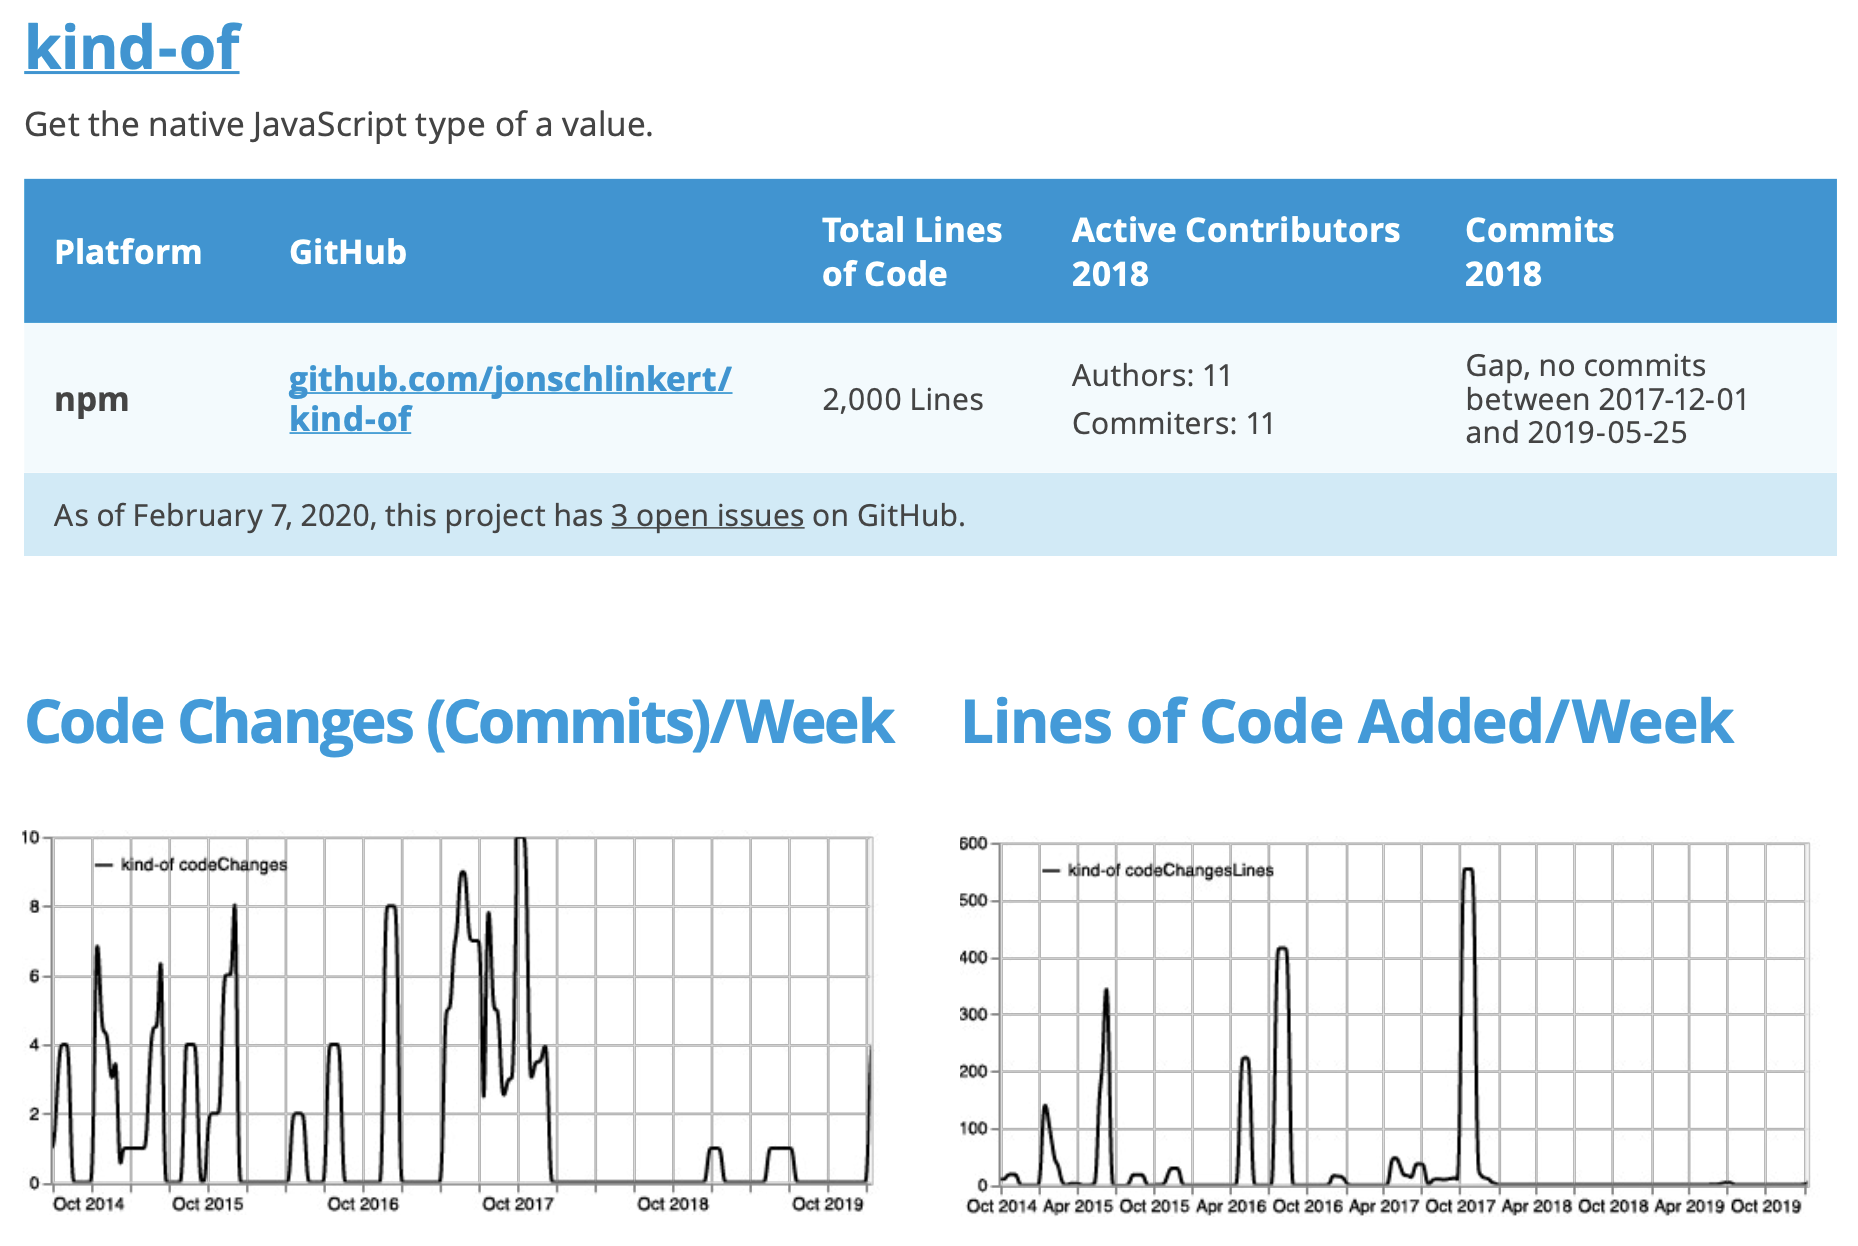 kind-of
Get the native JavaScript type of a value.
Platform
GitHub
Total Lines
of Code
Active Contributors
2018
Commits
2018
npm
github.com/jonschlinkert/
kind-of
2,000 Lines
Authors: 11
Commiters: 11
Gap, no commits
between 2017-12-01
and 2019-05-25
As of February 7, 2020, this project has 3 open issues on GitHub.
Code Changes (Commits)/Week
10
8
6
4
2
0
kind-of codeChanges
Oct 2014 Oct 2015 Oct 2016 Oct 2017 Oct 2018 Oct 2019
Lines of Code Added/Week
600
500
400
300
200
100
0
kind-of codeChangesLines
Oct 2014 Apr 2015 Oct 2015 Apr 2016 Oct 2016 Apr 2017 Oct 2017 Apr 2018 Oct 2018 Apr 2019 Oct 2019